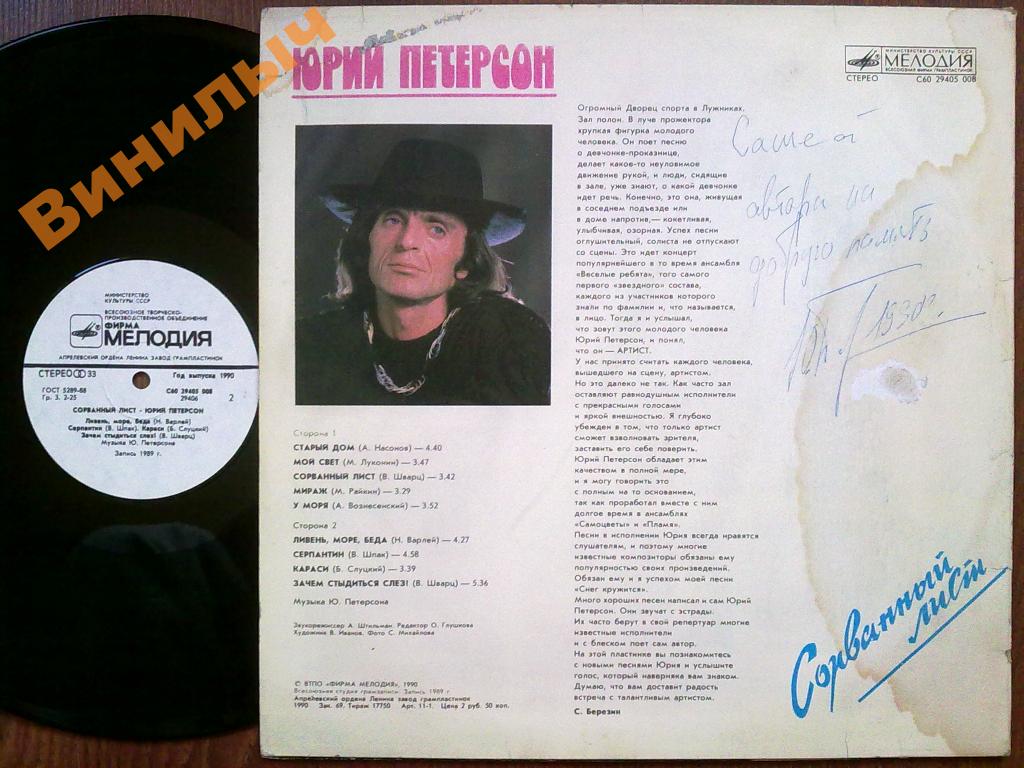 Винилыч
МИНИСТЕРСТВО
КУЛЬТУРЫ СССР
ВСЕСОЮЗНОЕ ТВОРЧЕСКО-
ПРОИЗВОДСТВЕННОЕ ОБЪЕДИНЕНИЕ
ФИРМА
МЕЛОДИЯ
АПРЕЛЕВСКИЙ ОРДЕНА ЛЕНИНА ЗАВОД ГРАМПЛАСТИНОК
СТЕРЕО 33
Год выпуска 1990
ГОСТ 5289-88
С60 29405 008
Гр. 3. 2-25
29406
2
СОРВАННЫЙ ЛИСТ - ЮРИЙ ПЕТЕРСОН
Ливень, море, беда (Н. Варлей)
Серпантин (В. Шпак). Караси (Б. Слуцкий)
Зачем стыдиться слез! (В. Шварц)
Музыка Ю. Петерсона
Запись 1989 г.
ЮРИЙ ПЕТЕРСОН
Сторона 1
СТАРЫЙ ДОМ (А. Насонов) — 4.40
МОЙ СВЕТ (М. Луконин) — 3.47
СОРВАННЫЙ ЛИСТ (В. Шварц) — 3.42
МИРАЖ (М. Райкин) — 3.29
У МОРЯ (А. Вознесенский) — 3.52
Сторона 2
ЛИВЕНЬ, МОРЕ, БЕДА (Н. Варлей) — 4.27
СЕРПАНТИН (В. Шпак) — 4.58
КАРАСИ (Б. Слуцкий) — 3.39
ЗАЧЕМ СТЫДИТЬСЯ СЛЕЗ! (В. Шварц) — 5.36
Музыка Ю. Петерсона
Звукорежиссер А. Штильман. Редактор О. Глушкова
Художник В. Иванов. Фото С. Михайлова
© ВТПО «ФИРМА МЕЛОДИЯ», 1990
Всесоюзная студия грамзаписи. Запись 1989 г.
Апрелевский ордена Ленина завод грампластинок
1990 Зак. 69. Тираж 17750 Арт. 11-1. Цена 2 руб. 50 коп.
Огромный Дворец спорта в Лужниках.
Зал полон. В луче прожектора
хрупкая фигурка молодого
человека. Он поет песню
о девчонке-проказнице,
делает какое-то неуловимое
движение рукой, и люди, сидящие
в зале, уже знают, о какой девчонке
идет речь. Конечно, это она, живущая
в соседнем подъезде или
в доме напротив,— кокетливая,
улыбчивая, озорная. Успех песни
оглушительный, солиста не отпускают
со сцены. Это идет концерт
популярнейшего в то время ансамбля
«Веселые ребята», того самого
первого «звездного» состава,
каждого из участников которого
знали по фамилии и, что называется,
в лицо. Тогда я и услышал,
что зовут этого молодого человека
Юрий Петерсон, и понял,
что он — АРТИСТ.
У нас принято считать каждого человека,
вышедшего на сцену, артистом.
Но это далеко не так. Как часто зал
оставляют равнодушным исполнители
с прекрасными голосами
и яркой внешностью. Я глубоко
убежден в том, что только артист
сможет взволновать зрителя,
заставить его себе поверить.
Юрий Петерсон обладает этим
качеством в полной мере,
и я могу говорить это
с полным на то основанием,
так как проработал вместе с ним
долгое время в ансамблях
«Самоцветы» и «Пламя».
Песни в исполнении Юрия всегда нравятся
слушателям, и поэтому многие
известные композиторы обязаны ему
популярностью своих произведений.
Обязан ему и я успехом моей песни
«Снег кружится».
Много хороших песен написал и сам Юрий
Петерсон. Они звучат с эстрады.
Их часто берут в свой репертуар многие
известные исполнители
и с блеском поет сам автор.
На этой пластинке вы познакомитесь
с новыми песнями Юрия и услышите
голос, который наверняка вам знаком.
Думаю, что вам доставит радость
встреча с талантливым артистом.
С. Березин
МИНИСТЕРСТВО КУЛЬТУРЫ СССР
МЕЛОДИЯ
ВСЕСОЮЗНАЯ ФИРМА ГРАМПЛАСТИНОК
СТЕРЕО
С60 29405 008
Саше от
автора на
память
Сорванный
лист